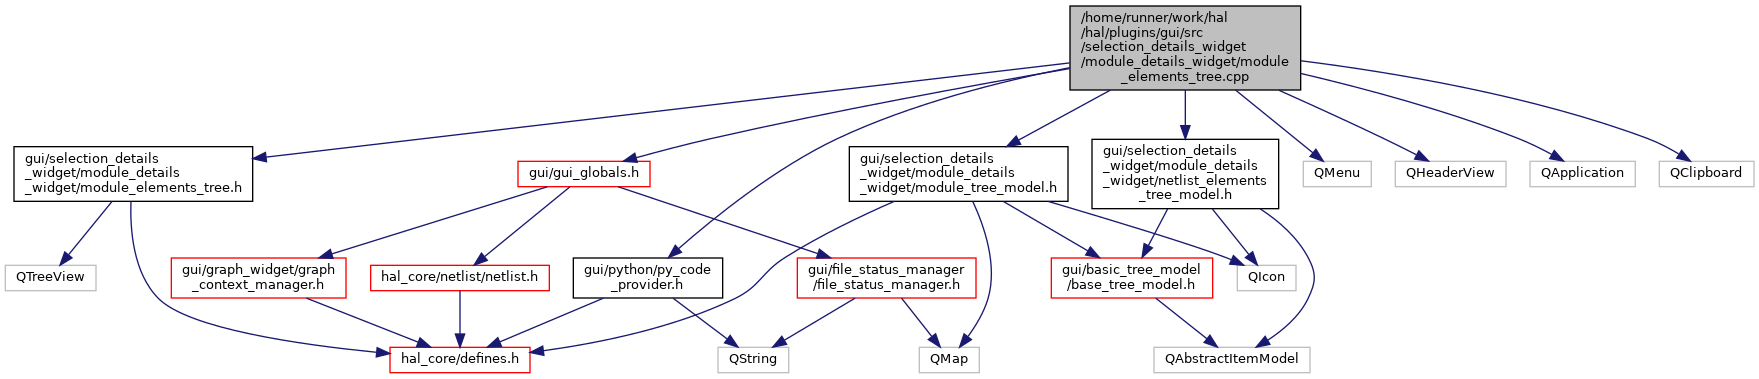 /home/runner/work/hal
/hal/plugins/gui/src
/selection_details_widget
/module_details_widget/module
_elements_tree.cpp
gui/selection_details
_widget/module_details
_widget/module_elements_tree.h
gui/gui_globals.h
gui/selection_details
_widget/module_details
_widget/module_tree_model.h
gui/selection_details
_widget/module_details
_widget/netlist_elements
_tree_model.h
QMenu
QHeaderView
QApplication
QClipboard
QTreeView
gui/graph_widget/graph
_context_manager.h
hal_core/netlist/netlist.h
gui/python/py_code
_provider.h
gui/file_status_manager
/file_status_manager.h
gui/basic_tree_model
/base_tree_model.h
QIcon
hal_core/defines.h
QString
QMap
QAbstractItemModel